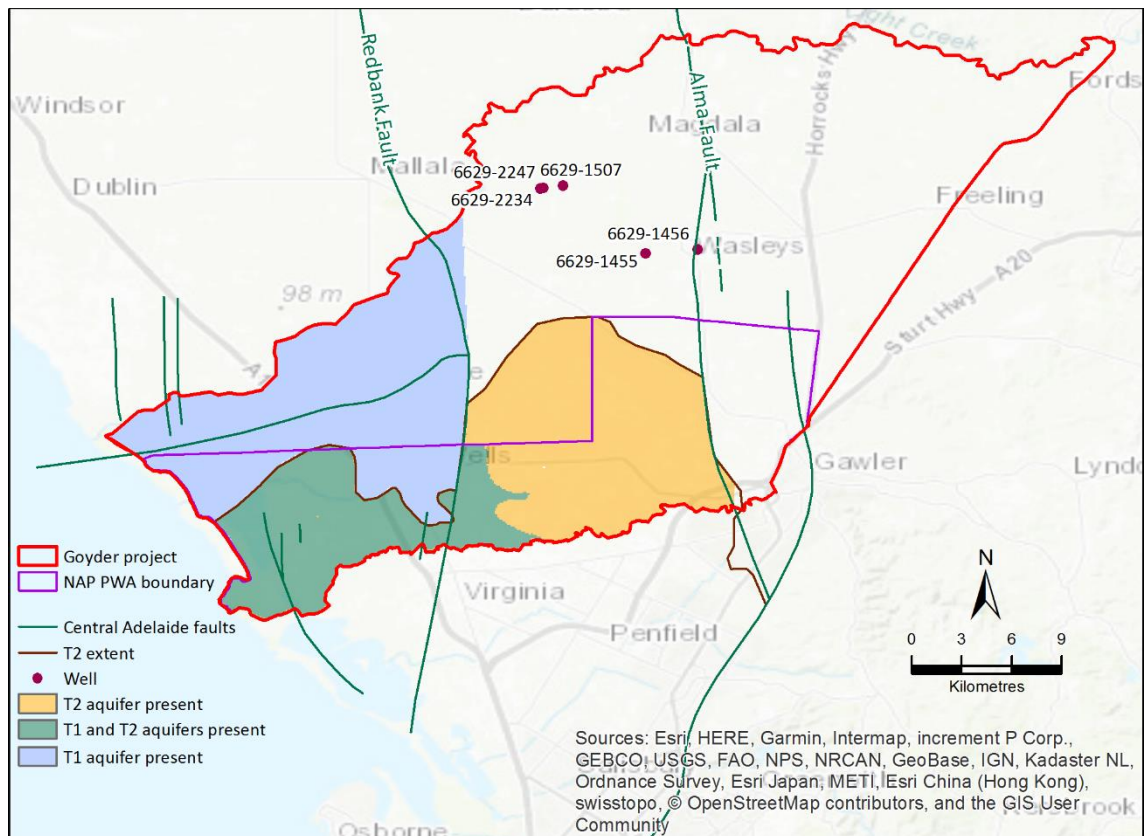 Light Creek
Redbank Fault
Alma Fault
Horrocks Hwy
Fords
Windsor
Magdala
Mallala
6629-2247 6629-1507
Dublin
6629-2234
Freeling
6629-1456
Wasleys
6629-1455
Sturt Hwy A20
98 m
Gawler
Lyndo
N
Goyder project
NAP PWA boundary
Virginia
Central Adelaide faults
Penfield
T2 extent
0 3 6 9
Well
Kilometres
T2 aquifer present
T1 and T2 aquifers present
T1 aquifer present
Sources: Esri, HERE, Garmin, Intermap, increment P Corp.,
GEBCO, USGS, FAO, NPS, NRCAN, GeoBase, IGN, Kadaster NL,
Ordnance Survey, Esri Japan, METI, Esri China (Hong Kong),
swisstopo, © OpenStreetMap contributors, and the GIS User
Community
Kersbrook
Osborne